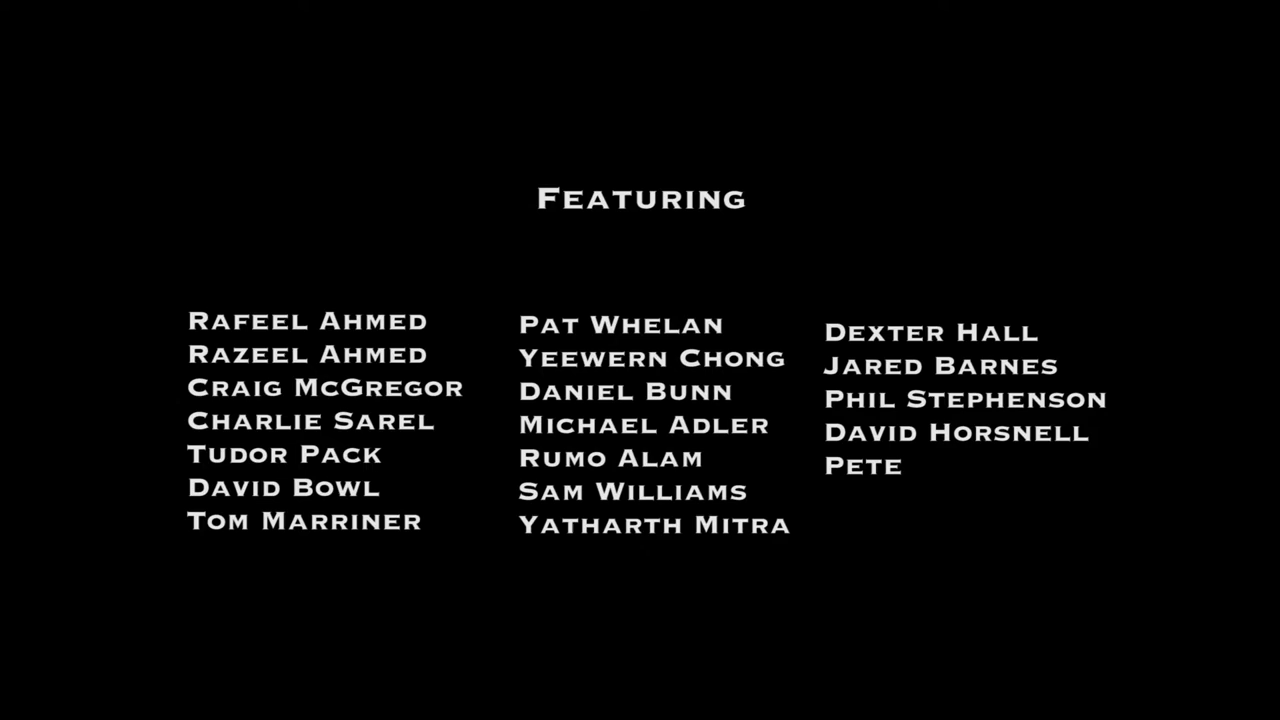 Featuring
Rafeel Ahmed
Razeel Ahmed
Craig McGregor
Charlie Sarel
Tudor Pack
David Bowl
Tom Marriner
Pat Whelan
Yeewern Chong
Daniel Bunn
Michael Adler
Rumo Alam
Sam Williams
Yatharth Mitra
Dexter Hall
Jared Barnes
Phil Stephenson
David Horsnell
Pete